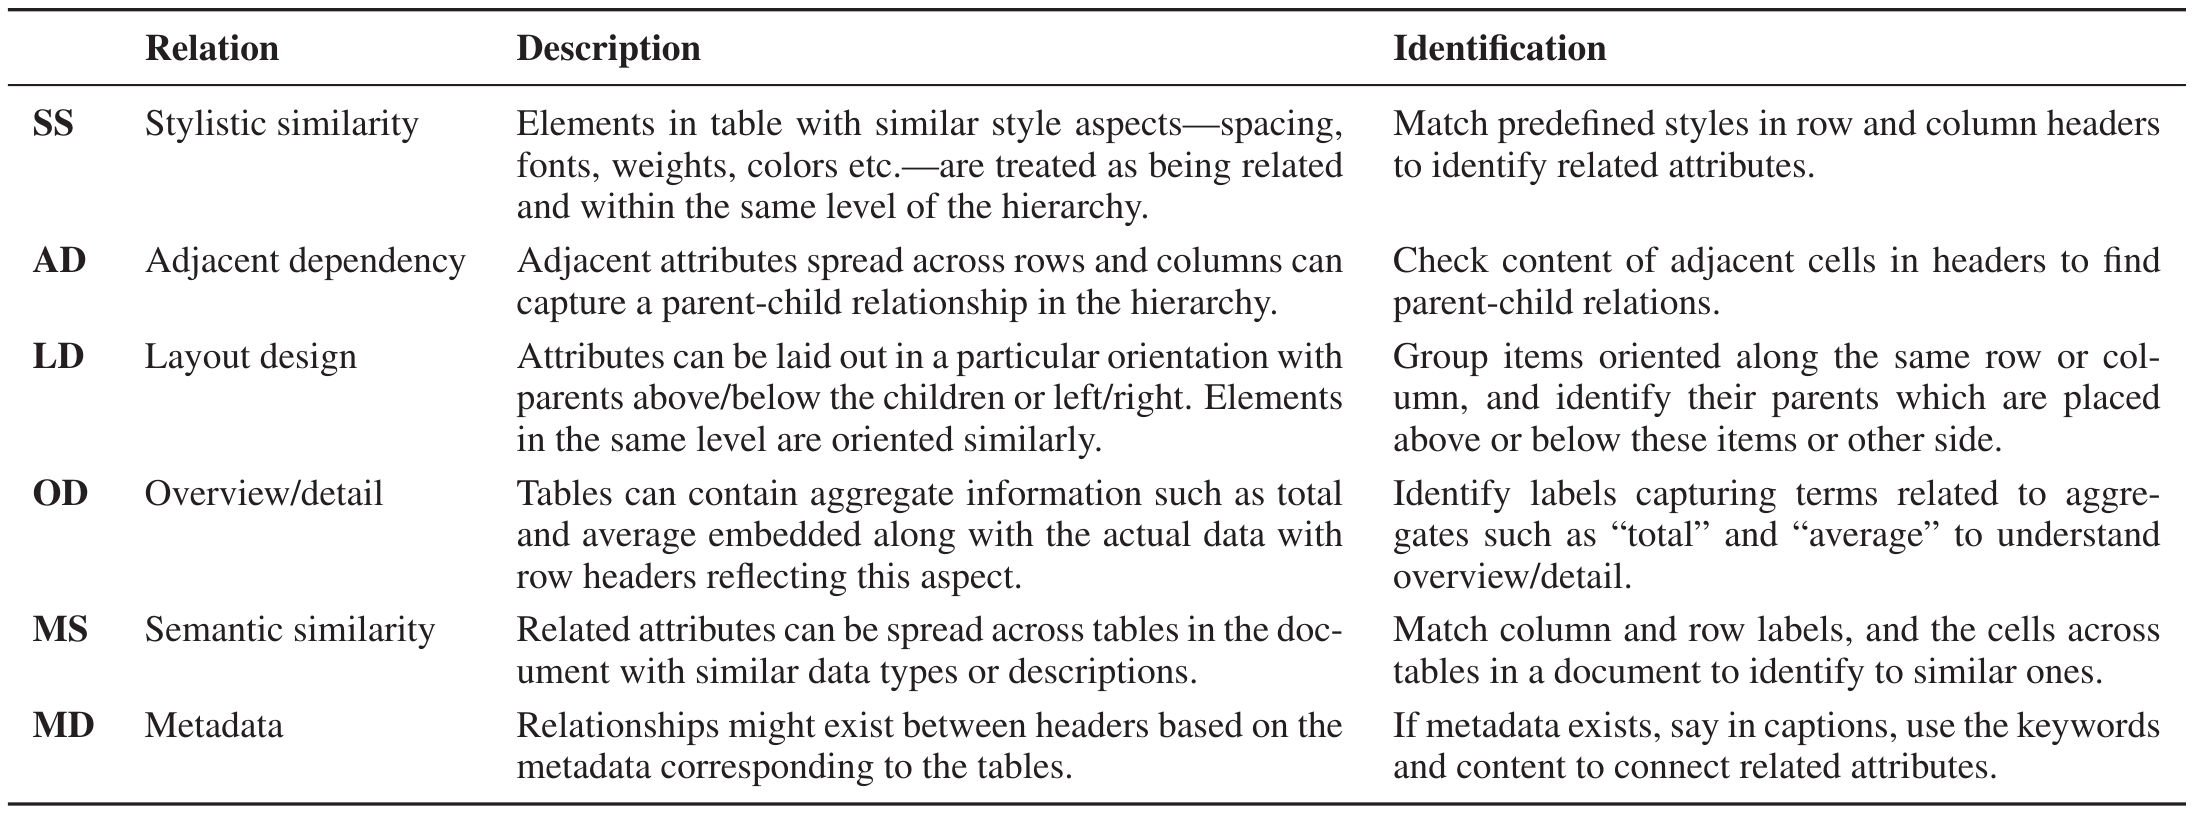 Relation Description Identification
SS Stylistic similarity Elements in table with similar style aspects—spacing, Match predefined styles in row and column headers
fonts, weights, colors etc.—are treated as being related to identify related attributes.
and within the same level of the hierarchy.
AD Adjacent dependency Adjacent attributes spread across rows and columns can Check content of adjacent cells in headers to find
capture a parent-child relationship in the hierarchy. parent-child relations.
LD Layout design Attributes can be laid out in a particular orientation with Group items oriented along the same row or col-
parents above/below the children or left/right. Elements umn, and identify their parents which are placed
in the same level are oriented similarly. above or below these items or other side.
OD Overview/detail Tables can contain aggregate information such as total Identify labels capturing terms related to aggre-
and average embedded along with the actual data with gates such as “total” and “average” to understand
row headers reflecting this aspect. overview/detail.
MS Semantic similarity Related attributes can be spread across tables in the doc- Match column and row labels, and the cells across
ument with similar data types or descriptions. tables in a document to identify to similar ones.
MD Metadata Relationships might exist between headers based on the If metadata exists, say in captions, use the keywords
metadata corresponding to the tables. and content to connect related attributes.